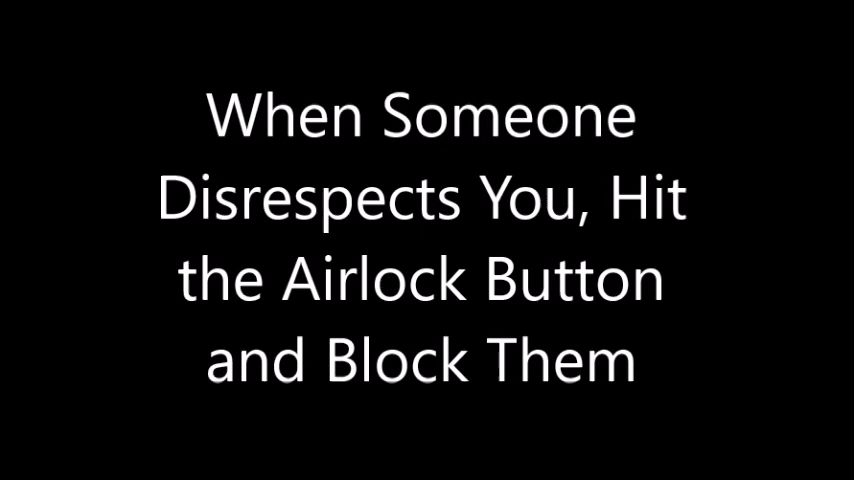 When Someone
Disrespects You, Hit
the Airlock Button
and Block Them